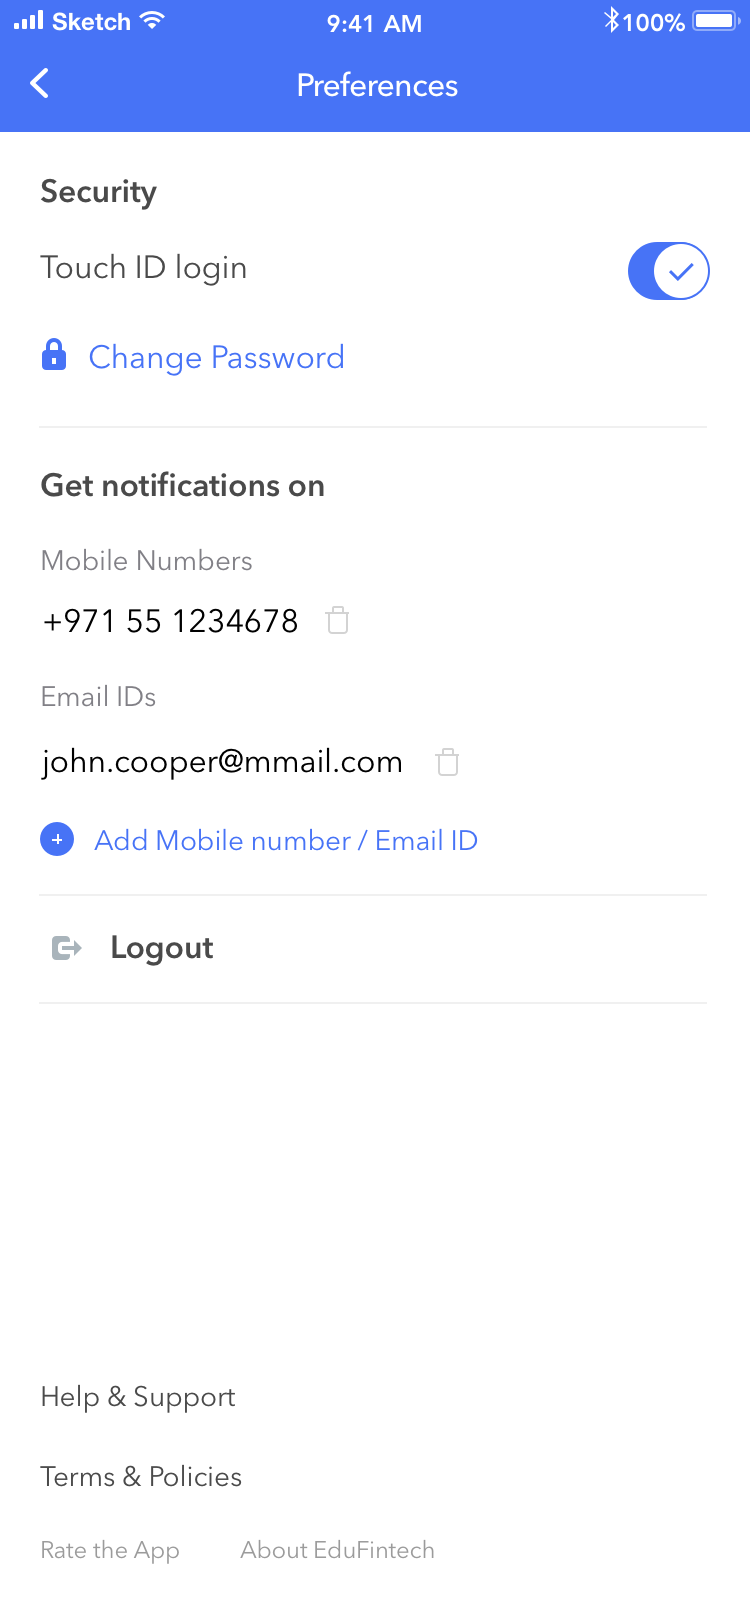 Sketch 9:41 AM 100%
Preferences
Security
Touch ID login
Change Password
Get notifications on
Mobile Numbers
+971 55 1234678
Email IDs
john.cooper@mmail.com
Add Mobile number / Email ID
Logout
Help & Support
Terms & Policies
Rate the App About EduFintech